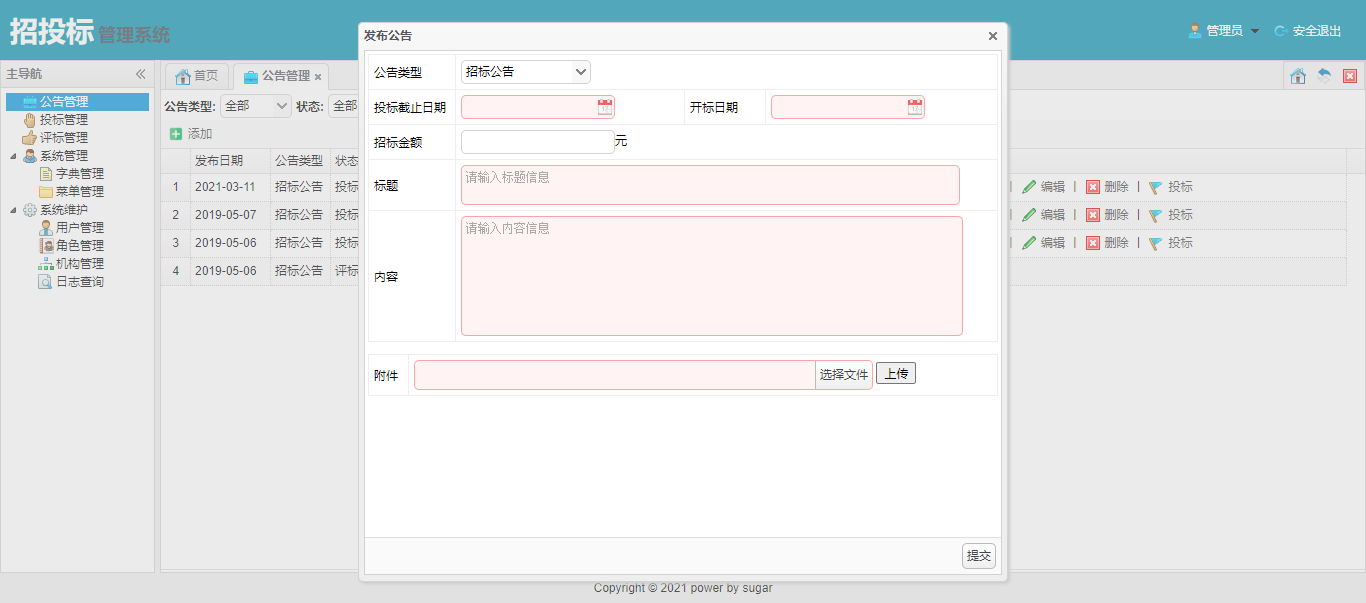 招投标管理系统
管理员 安全退出
主导航
公告管理
投标管理
评标管理
系统管理
字典管理
菜单管理
系统维护
用户管理
角色管理
机构管理
日志查询
首页 公告管理
公告类型: 全部 状态: 全部
添加
发布日期 公告类型 状态
1 2021-03-11 招标公告 投标 | 编辑 | 删除 | 投标
2 2019-05-07 招标公告 投标 | 编辑 | 删除 | 投标
3 2019-05-06 招标公告 投标 | 编辑 | 删除 | 投标
4 2019-05-06 招标公告 评标
发布公告
公告类型 招标公告
投标截止日期 开标日期
招标金额 元
标题 请输入标题信息
内容 请输入内容信息
附件 选择文件 上传
提交
Copyright © 2021 power by sugar